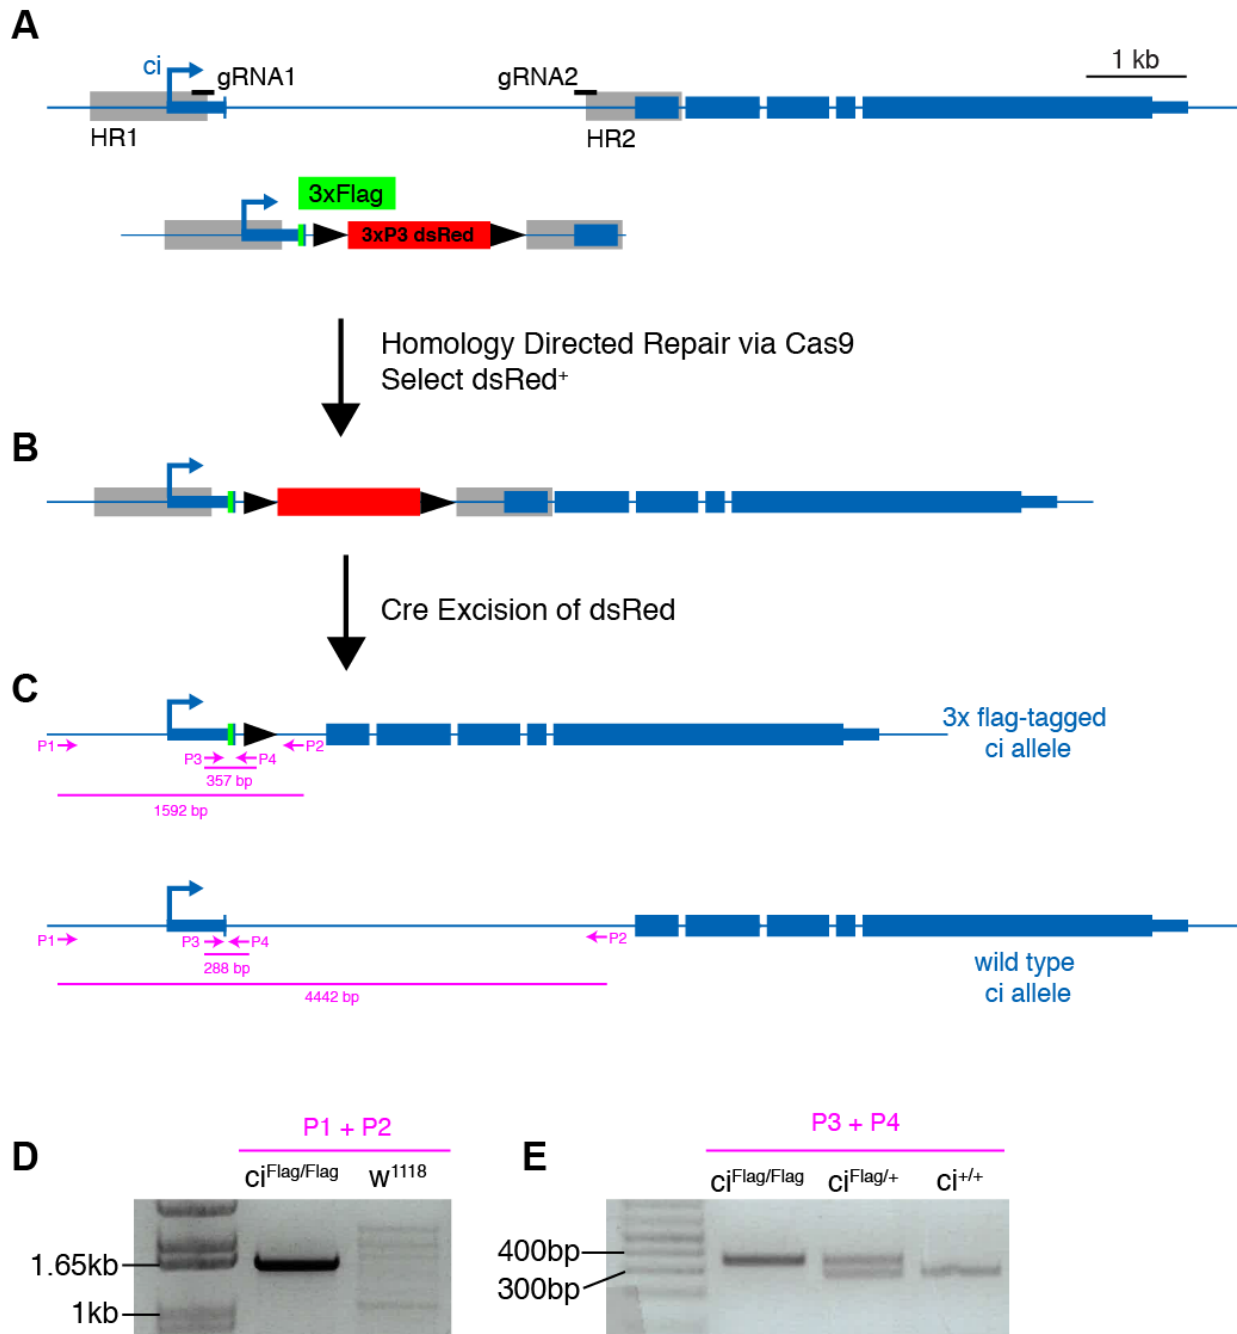 A
1 kb
ci
gRNA1
gRNA2
HR1
HR2
3xFlag
3xP3 dsRed
Homology Directed Repair via Cas9
Select dsRed⁺
B
Cre Excision of dsRed
C
3x flag-tagged
ci allele
P1
P2
P3
P4
357 bp
1592 bp
P1
P3
P4
P2
288 bp
4442 bp
wild type
ci allele
D
P1 + P2
ciFlag/Flag
w1118
1.65kb
1kb
E
P3 + P4
ciFlag/Flag
ciFlag/+
ci+/+
400bp
300bp